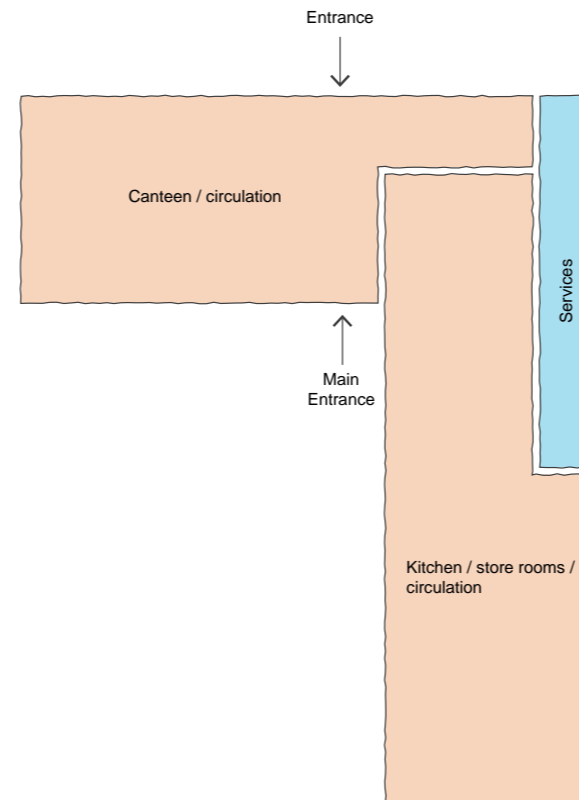 Entrance
Canteen / circulation
Services
Main
Entrance
Kitchen / store rooms /
circulation